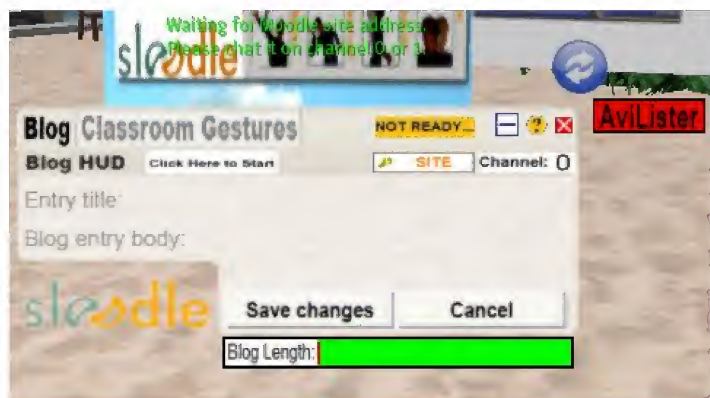 Waiting for Moodle site address.
Please chat it on channel 0 or 1.
sloodle
AviLister
Blog Classroom Gestures
NOT READY...
Blog HUD
Click Here to Start
SITE
Channel: 0
Entry title:
Blog entry body:
sloodle
Save changes
Cancel
Blog Length: